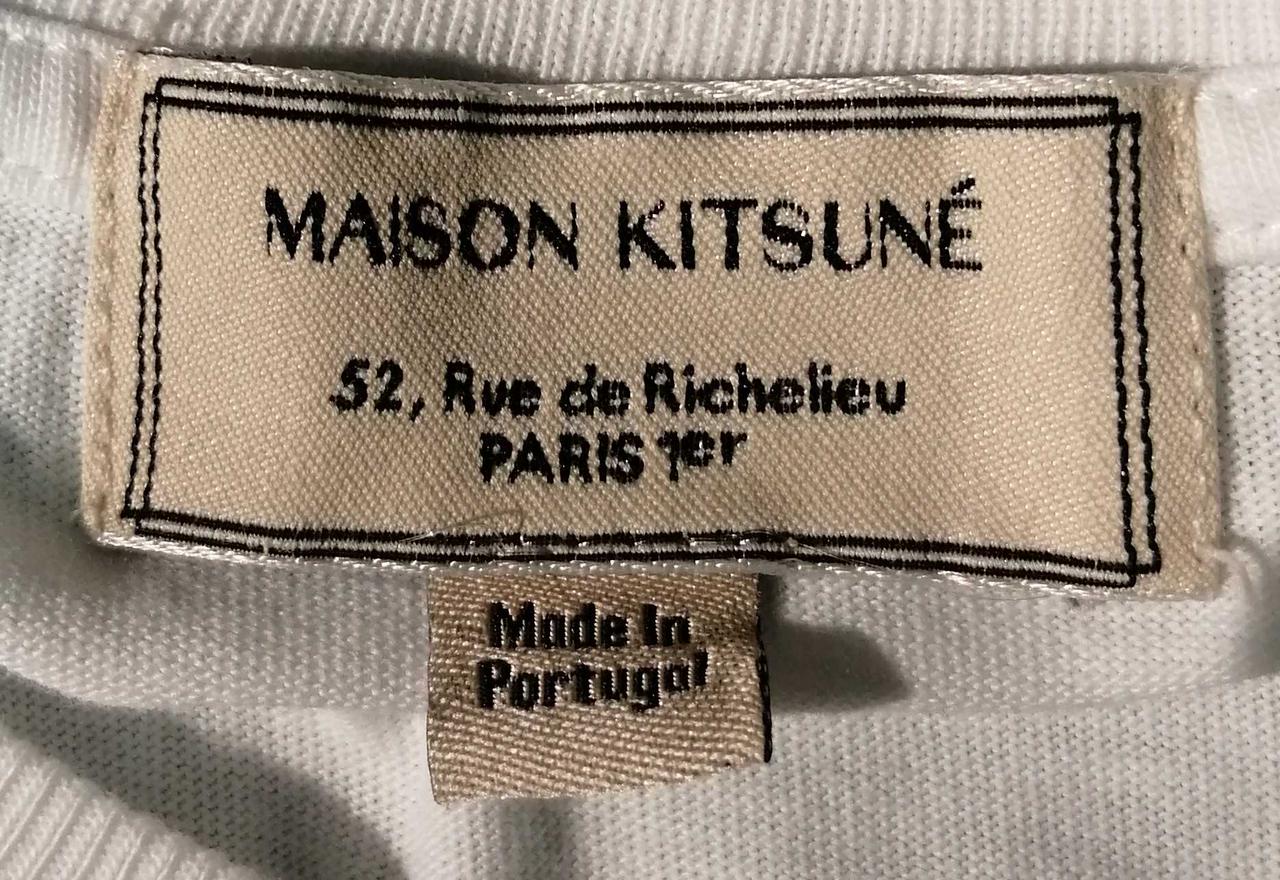 MAISON KITSUNÉ
52, Rue de Richelieu
PARIS 1er
Made In
Portugal